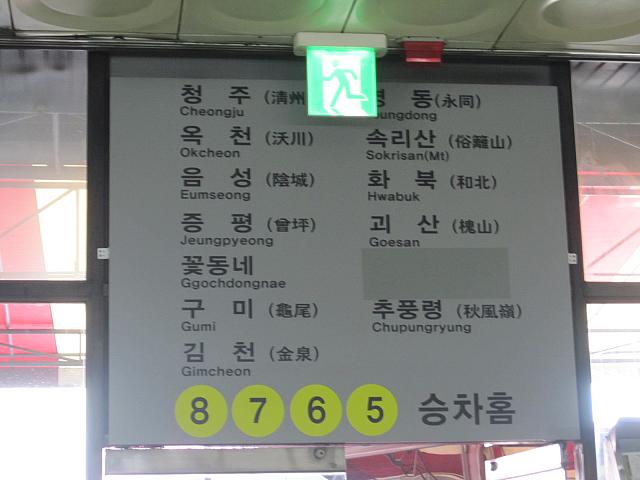 청 주 (淸州
Cheongju
옥 천 (沃川)
Okcheon
음 성 (陰城)
Eumseong
증 평 (曾坪)
Jeungpyeong
꽃동네
Ggochdongnae
구 미 (龜尾)
Gumi
김 천 (金泉)
Gimcheon
동 (永同)
ungdong
속리산 (俗籬山)
Sokrisan(Mt)
화 북 (和北)
Hwabuk
괴 산 (槐山)
Goesan
추풍령 (秋風嶺)
Chupungryung
8 7 6 5 승차홈